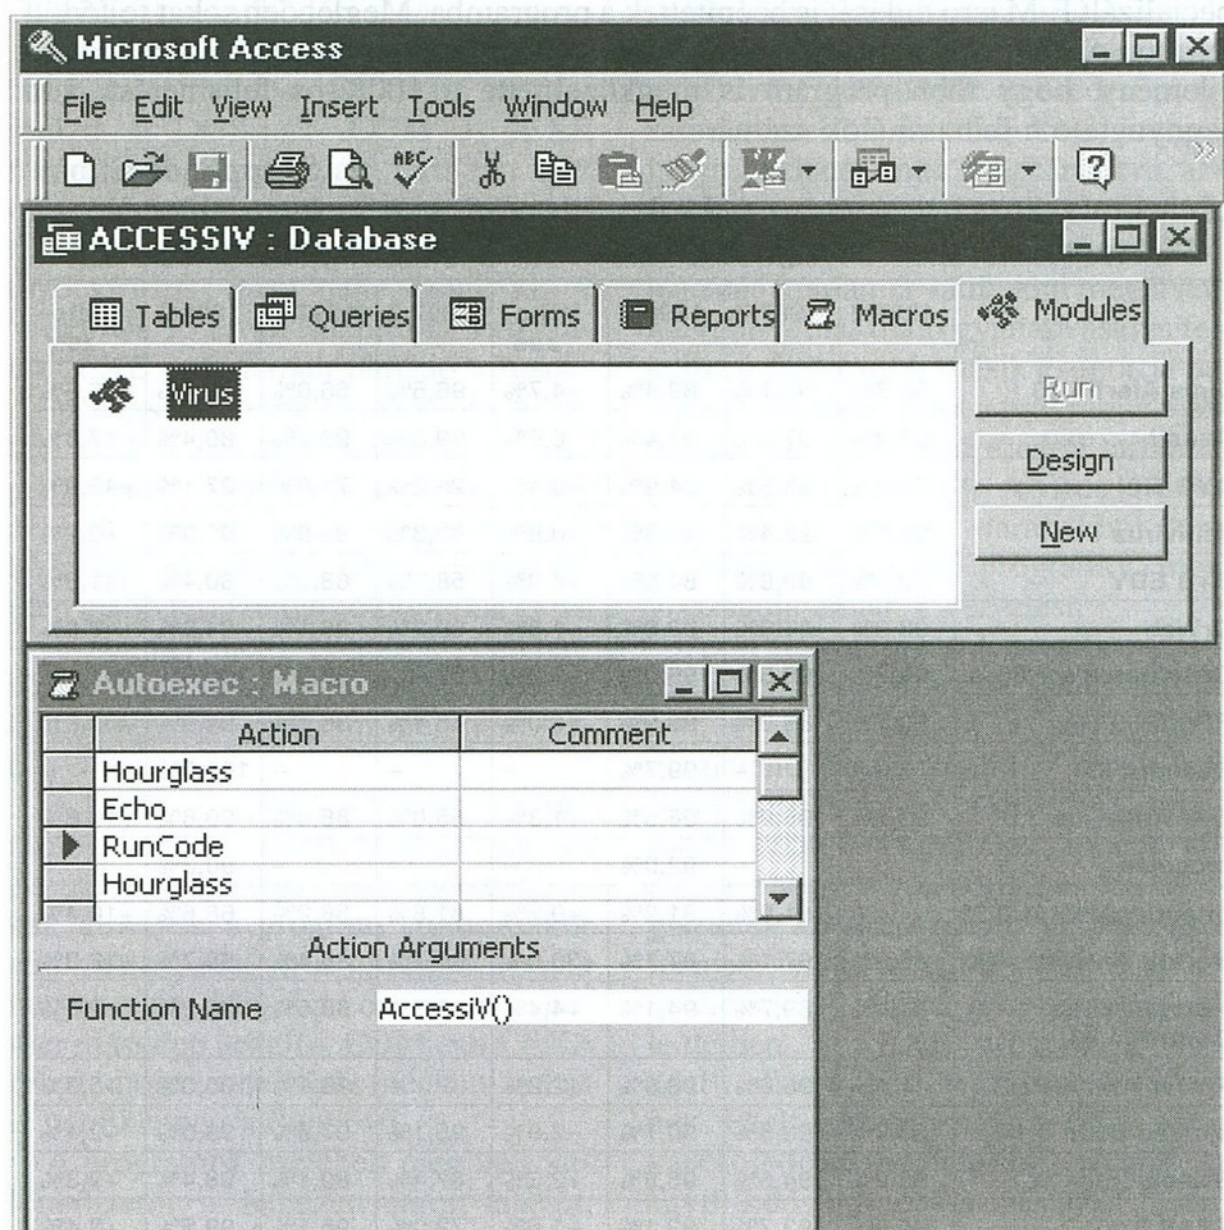 Microsoft Access
File Edit View Insert Tools Window Help
ABC
ACCESSIV : Database
Tables Queries Forms Reports Macros Modules
Virus
Run
Design
New
Autoexec : Macro
Action Comment
Hourglass
Echo
RunCode
Hourglass
Action Arguments
Function Name AccessiV()